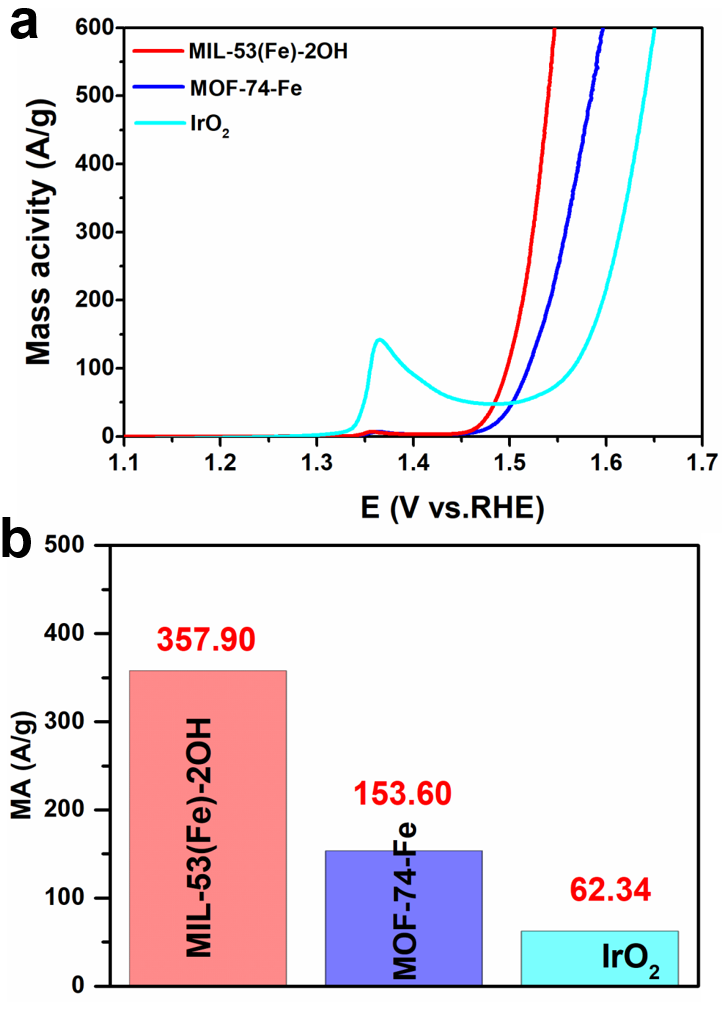 a
600
500
400
300
200
100
0
Mass acivity (A/g)
MIL-53(Fe)-2OH
MOF-74-Fe
IrO₂
1.1 1.2 1.3 1.4 1.5 1.6 1.7
E (V vs.RHE)
b
500
400
300
200
100
0
MA (A/g)
357.90
MIL-53(Fe)-2OH
153.60
MOF-74-Fe
62.34
IrO₂